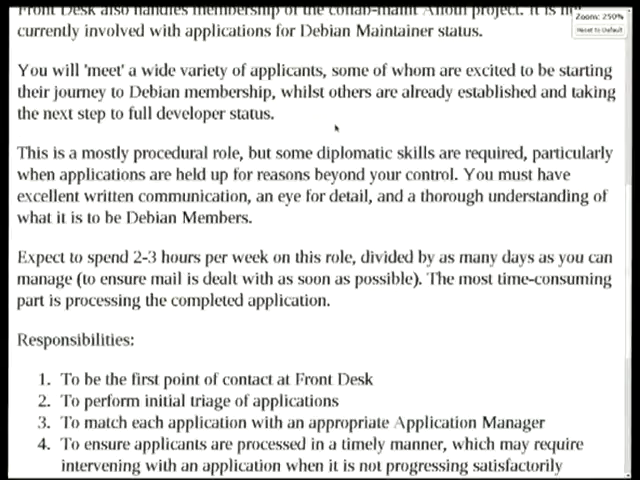 Front Desk also handles membership of the collab-maint Alioth project. It is not
currently involved with applications for Debian Maintainer status.
You will 'meet' a wide variety of applicants, some of whom are excited to be starting
their journey to Debian membership, whilst others are already established and taking
the next step to full developer status.
This is a mostly procedural role, but some diplomatic skills are required, particularly
when applications are held up for reasons beyond your control. You must have
excellent written communication, an eye for detail, and a thorough understanding of
what it is to be Debian Members.
Expect to spend 2-3 hours per week on this role, divided by as many days as you can
manage (to ensure mail is dealt with as soon as possible). The most time-consuming
part is processing the completed application.
Responsibilities:
1. To be the first point of contact at Front Desk
2. To perform initial triage of applications
3. To match each application with an appropriate Application Manager
4. To ensure applicants are processed in a timely manner, which may require
intervening with an application when it is not progressing satisfactorily
Zoom: 250%
Reset to Default